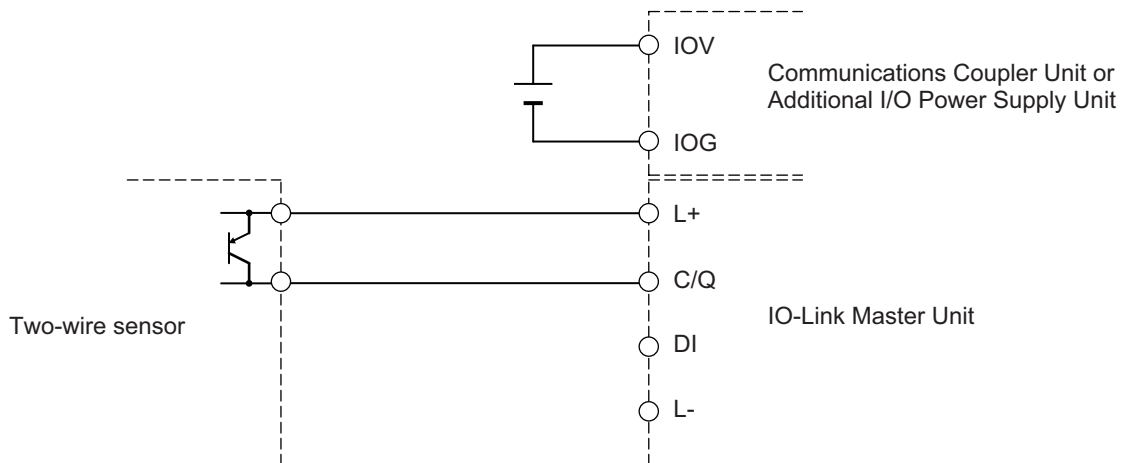 IOV
Communications Coupler Unit or
Additional I/O Power Supply Unit
IOG
L+
C/Q
Two-wire sensor
IO-Link Master Unit
DI
L-